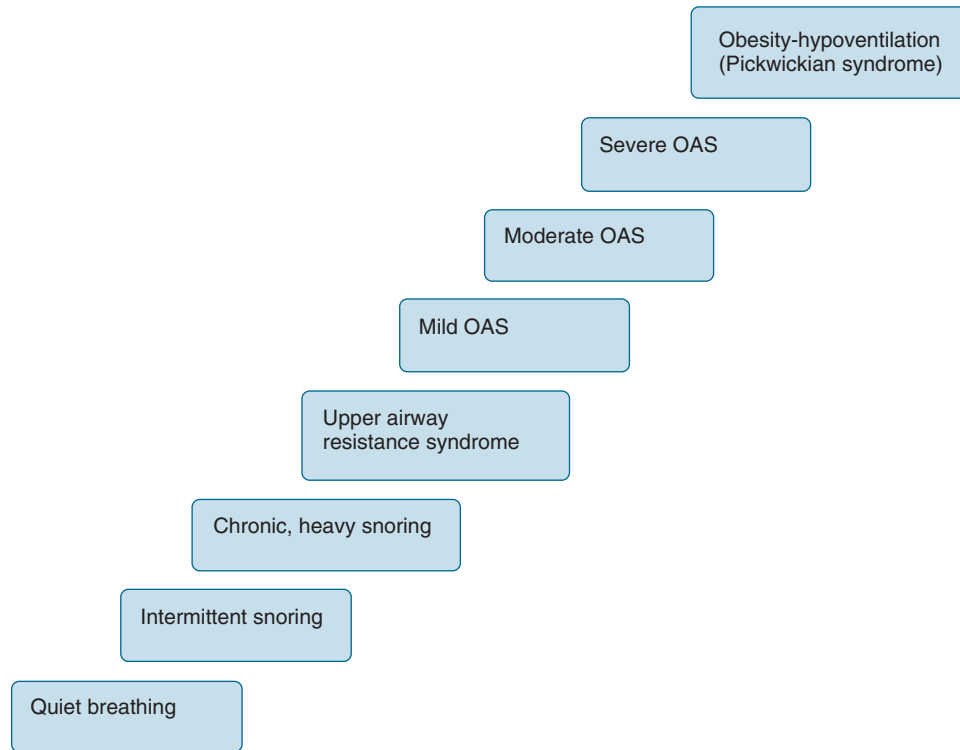 Obesity-hypoventilation
(Pickwickian syndrome)
Severe OAS
Moderate OAS
Mild OAS
Upper airway
resistance syndrome
Chronic, heavy snoring
Intermittent snoring
Quiet breathing